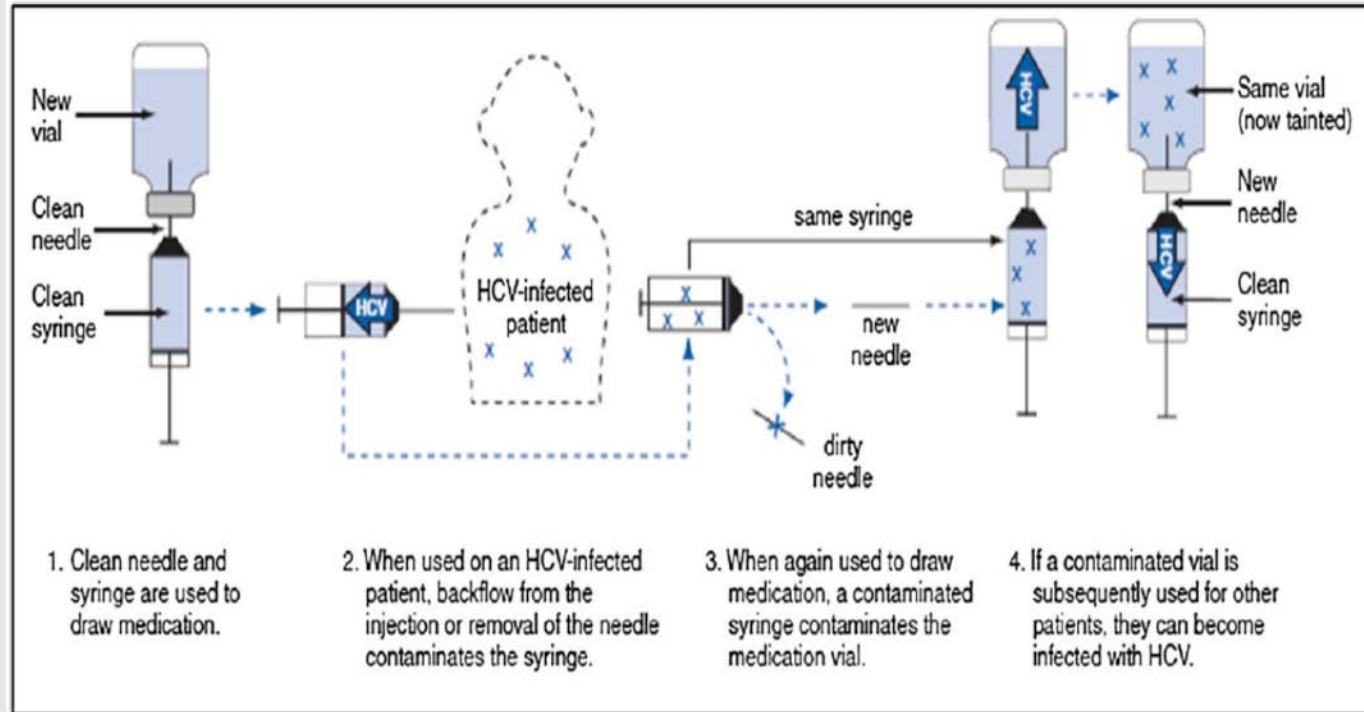 New
vial
Clean
needle
Clean
syringe
HCV
HCV-infected
patient
same syringe
new
needle
dirty
needle
HCV
HCV
Same vial
(now tainted)
New
needle
Clean
syringe
1. Clean needle and
syringe are used to
draw medication.
2. When used on an HCV-infected
patient, backflow from the
injection or removal of the needle
contaminates the syringe.
3. When again used to draw
medication, a contaminated
syringe contaminates the
medication vial.
4. If a contaminated vial is
subsequently used for other
patients, they can become
infected with HCV.